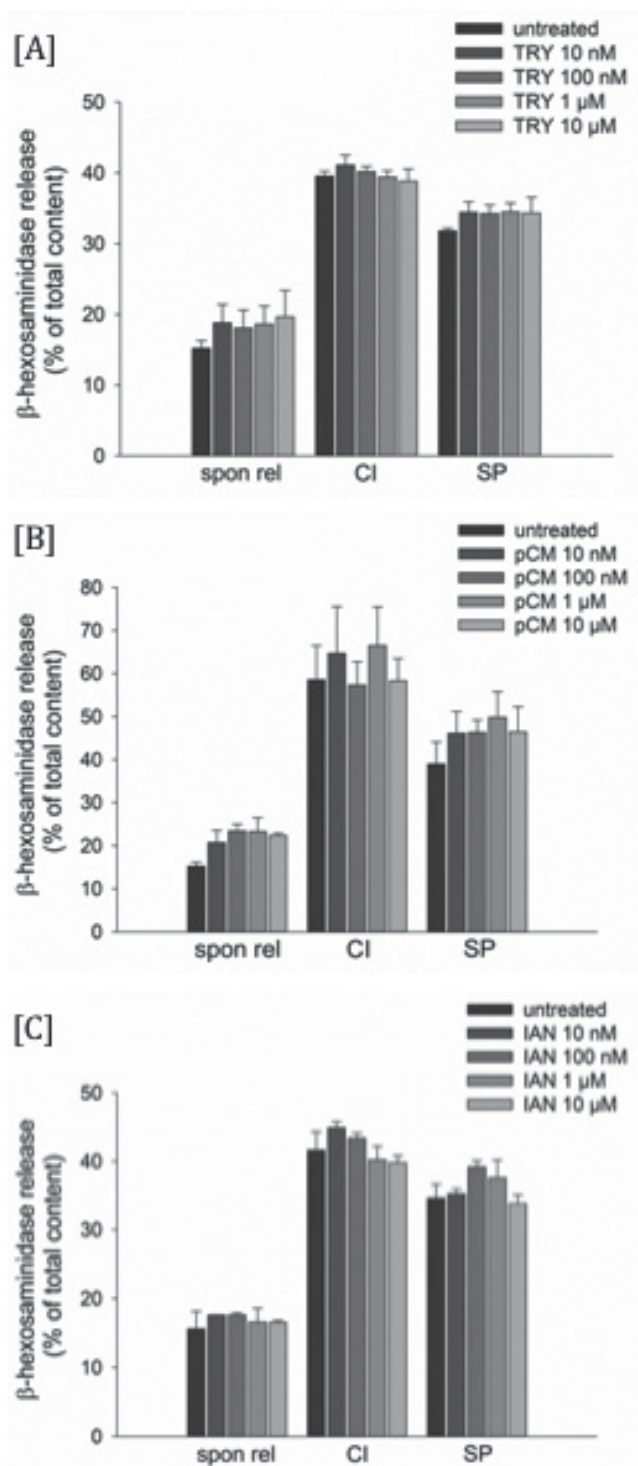 [A]
untreated
TRY 10 nM
TRY 100 nM
TRY 1 µM
TRY 10 µM
β-hexosaminidase release
(% of total content)
50
40
30
20
10
0
spon rel CI SP
[B]
untreated
pCM 10 nM
pCM 100 nM
pCM 1 µM
pCM 10 µM
β-hexosaminidase release
(% of total content)
80
70
60
50
40
30
20
10
0
spon rel CI SP
[C]
untreated
IAN 10 nM
IAN 100 nM
IAN 1 µM
IAN 10 µM
β-hexosaminidase release
(% of total content)
50
40
30
20
10
0
spon rel CI SP